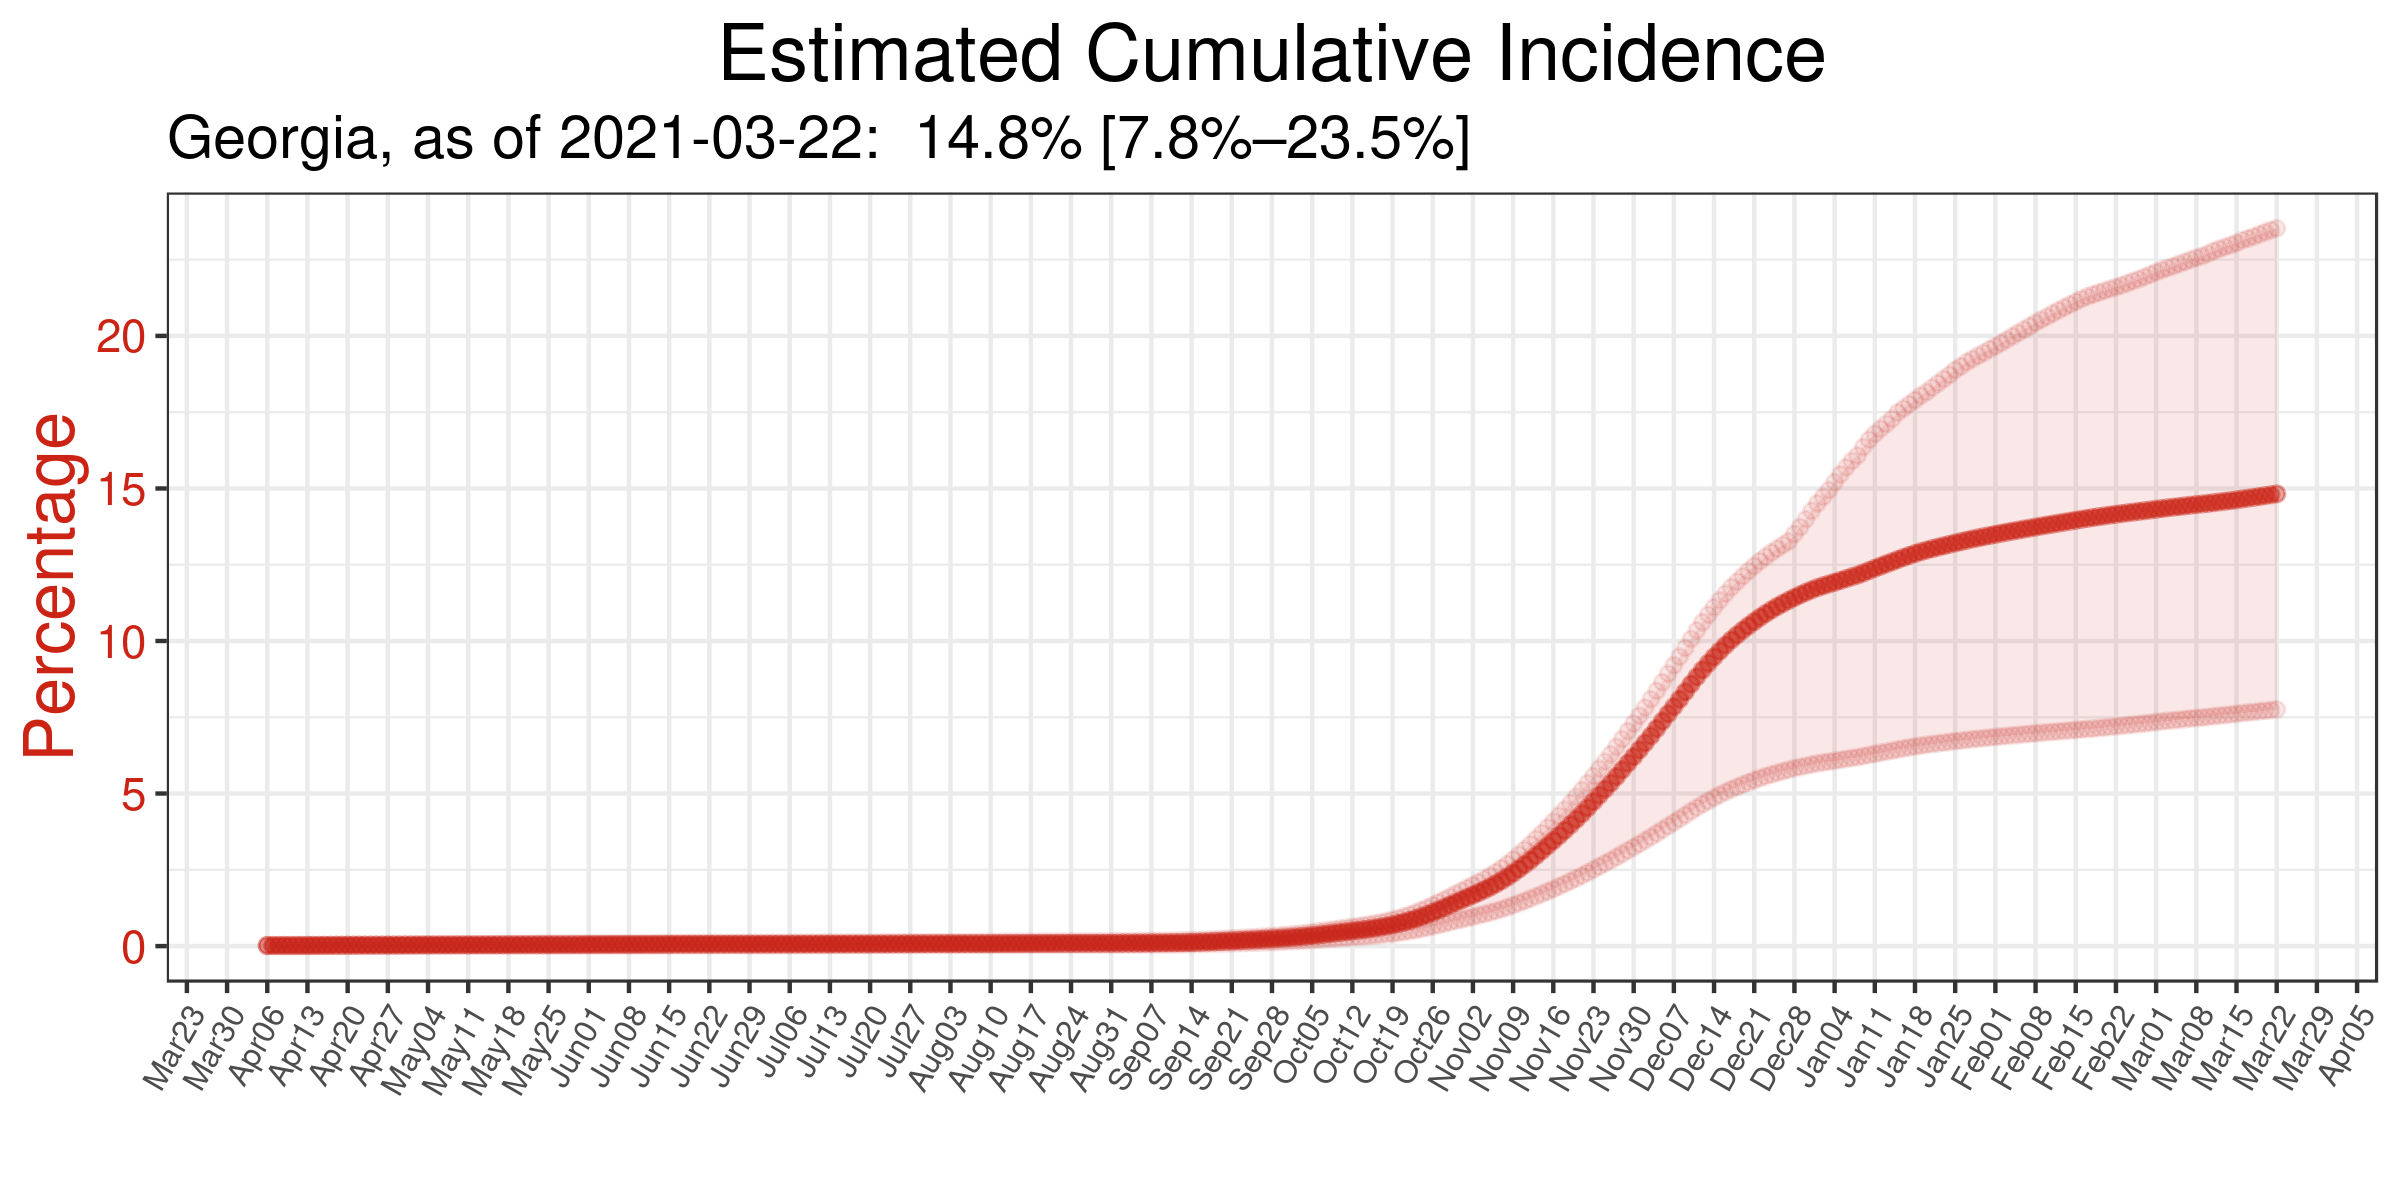 Estimated Cumulative Incidence
Georgia, as of 2021-03-22:  14.8% [7.8%–23.5%]
Percentage
20
15
10
5
0
Mar23 Mar30 Apr06 Apr13 Apr20 Apr27 May04 May11 May18 May25 Jun01 Jun08 Jun15 Jun22 Jun29 Jul06 Jul13 Jul20 Jul27 Aug03 Aug10 Aug17 Aug24 Aug31 Sep07 Sep14 Sep21 Sep28 Oct05 Oct12 Oct19 Oct26 Nov02 Nov09 Nov16 Nov23 Nov30 Dec07 Dec14 Dec21 Dec28 Jan04 Jan11 Jan18 Jan25 Feb01 Feb08 Feb15 Feb22 Mar01 Mar08 Mar15 Mar22 Mar29 Apr05